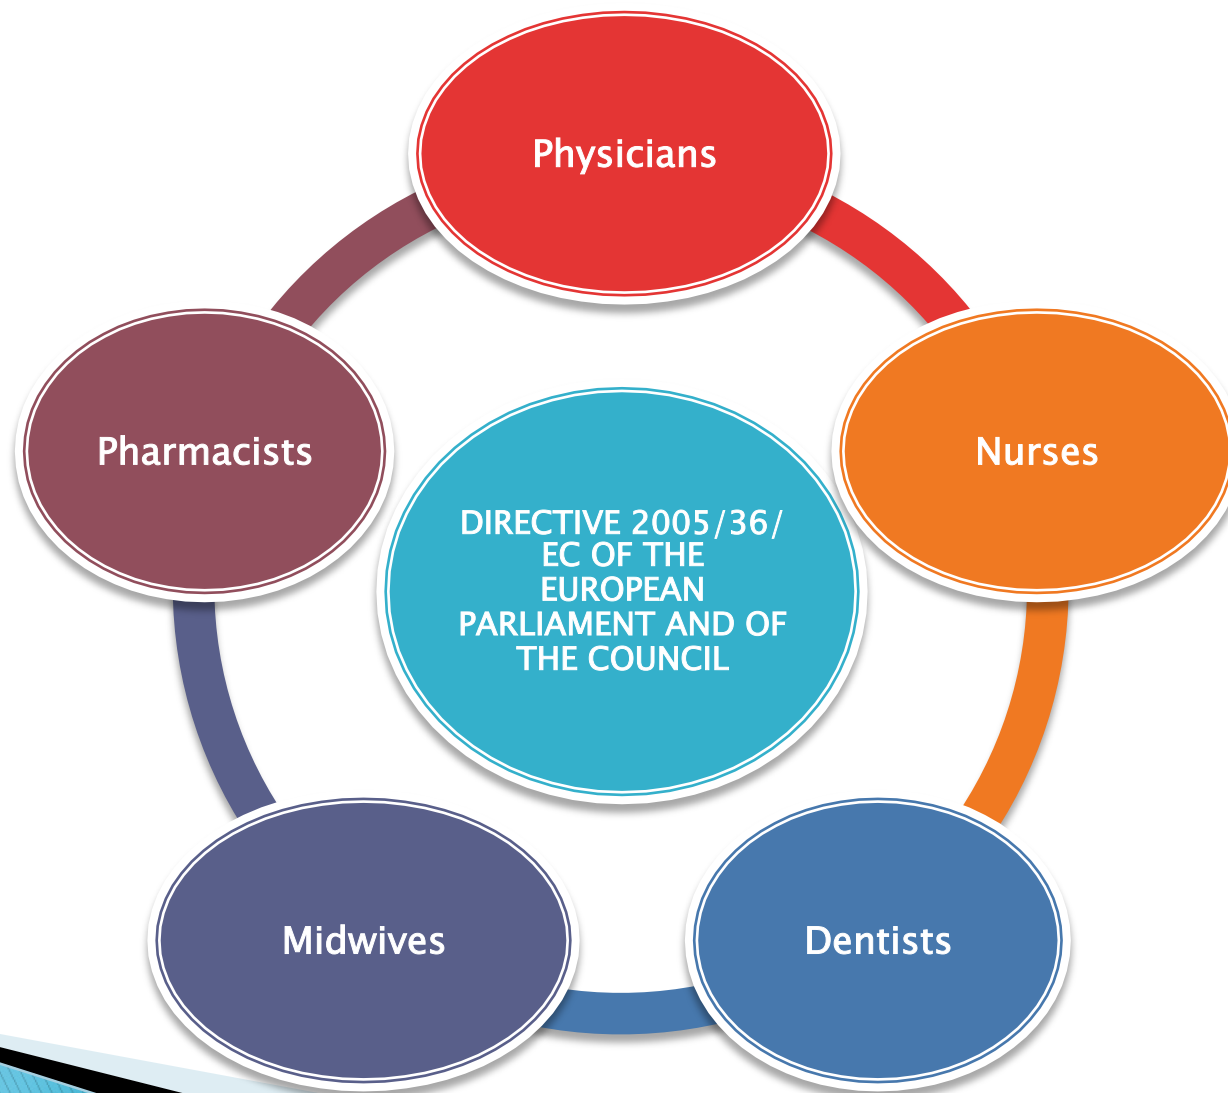 Physicians
Pharmacists
Nurses
DIRECTIVE 2005/36/
EC OF THE
EUROPEAN
PARLIAMENT AND OF
THE COUNCIL
Midwives
Dentists